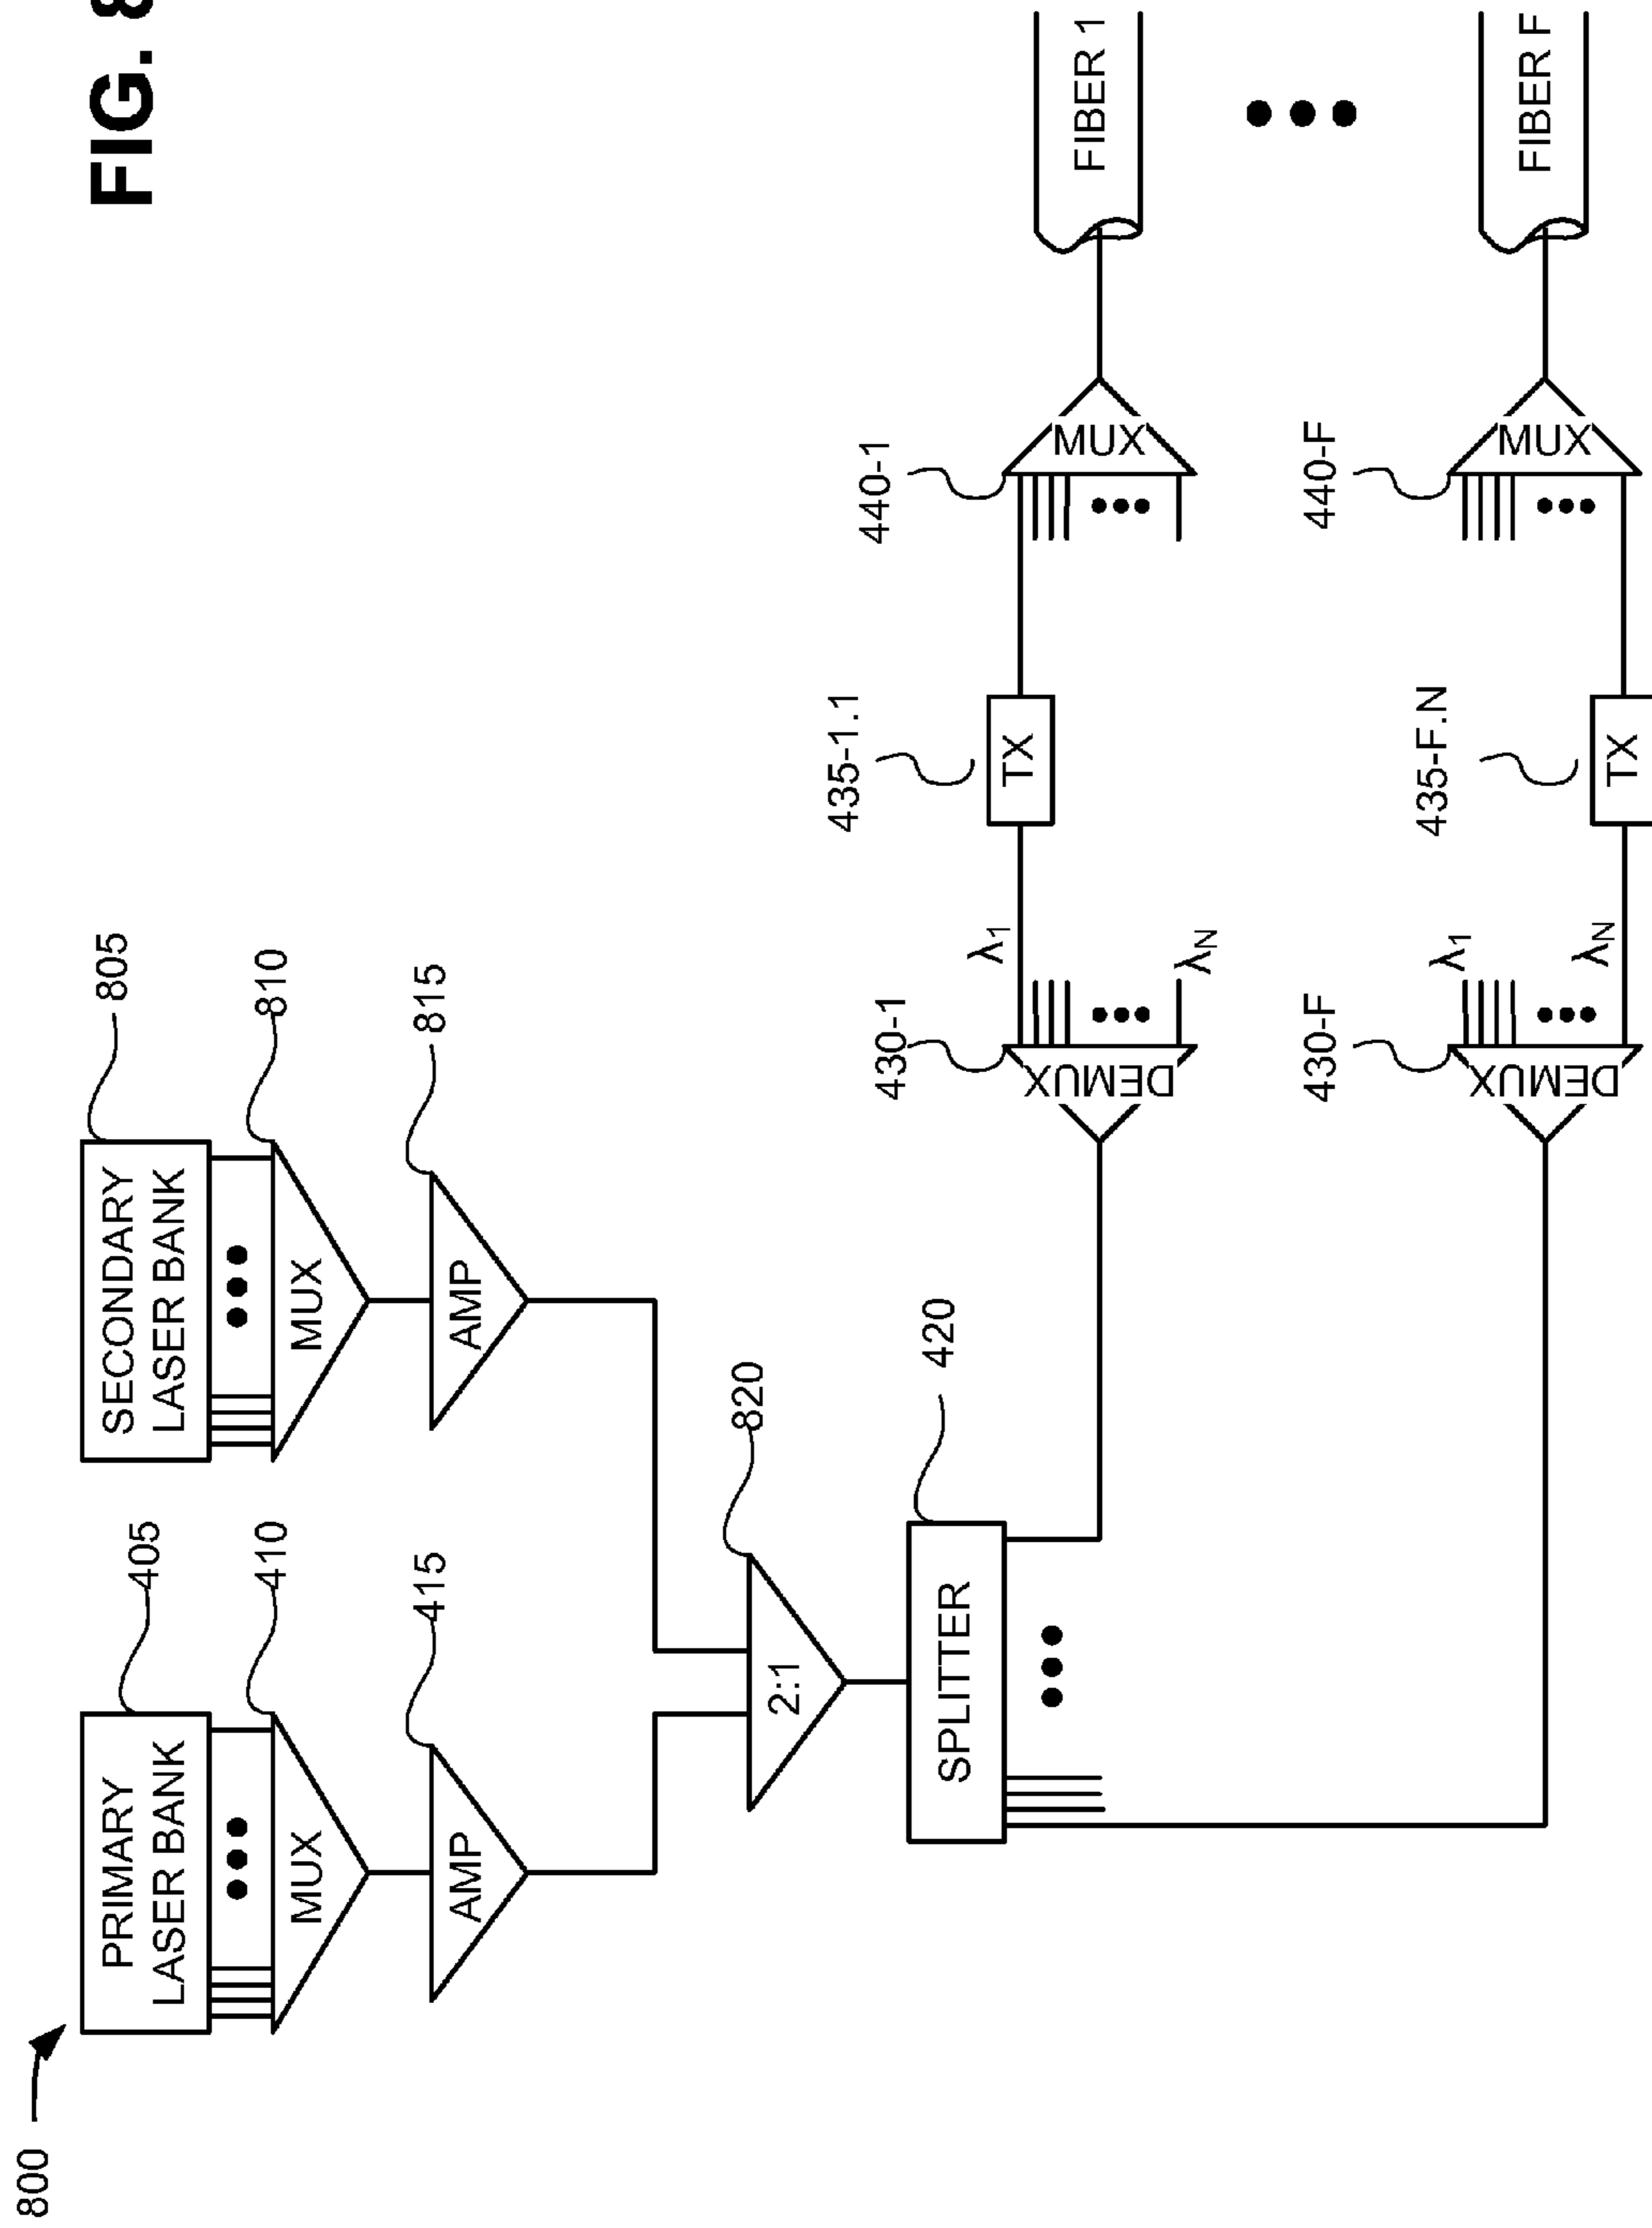 FIG. 8
800
PRIMARY
LASER BANK
405
SECONDARY
LASER BANK
805
MUX
410
MUX
810
AMP
415
AMP
815
2:1
820
SPLITTER
420
DEMUX
430-1
λ1
λN
TX
435-1.1
MUX
440-1
FIBER 1
DEMUX
430-F
λ1
λN
TX
435-F.N
MUX
440-F
FIBER F